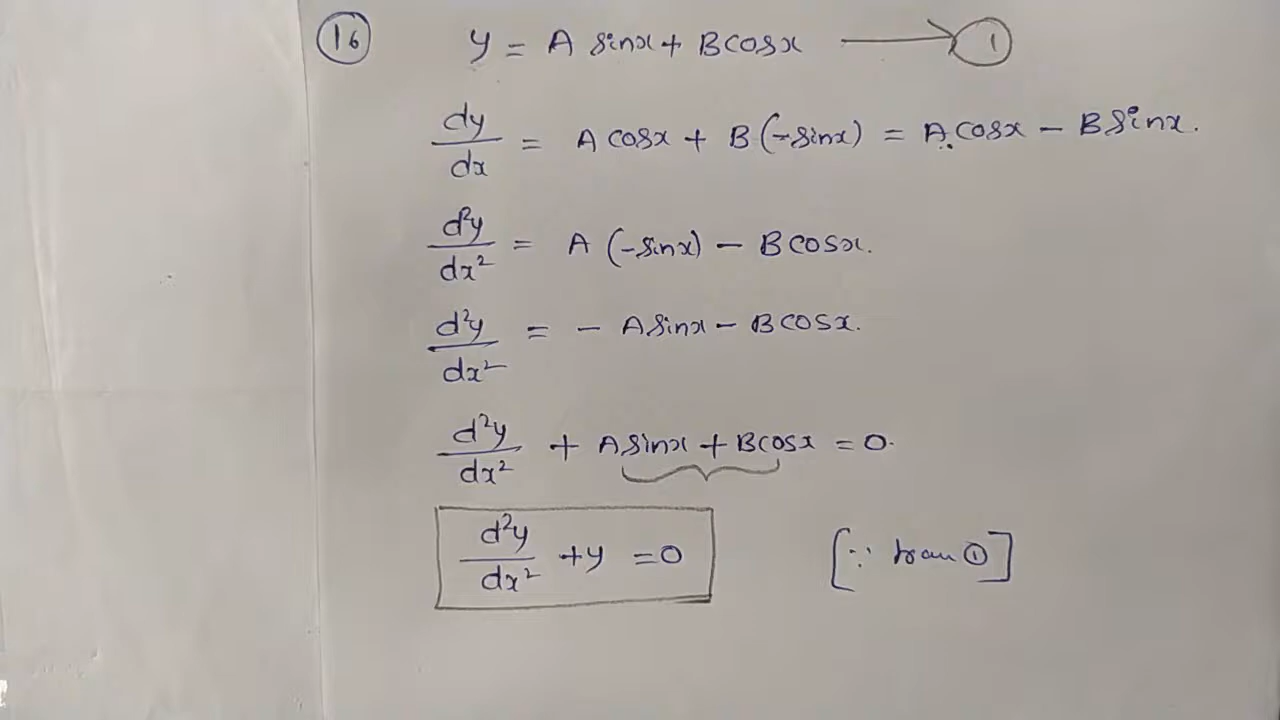 16 y = A sinx + B cosx → 1
dy/dx = A cosx + B (-sinx) = A cosx - B sinx.
d²y/dx² = A (-sinx) - B cosx.
d²y/dx² = - A sinx - B cosx.
d²y/dx² + A sinx + B cosx = 0.
d²y/dx² + y = 0 [∵ from ①]